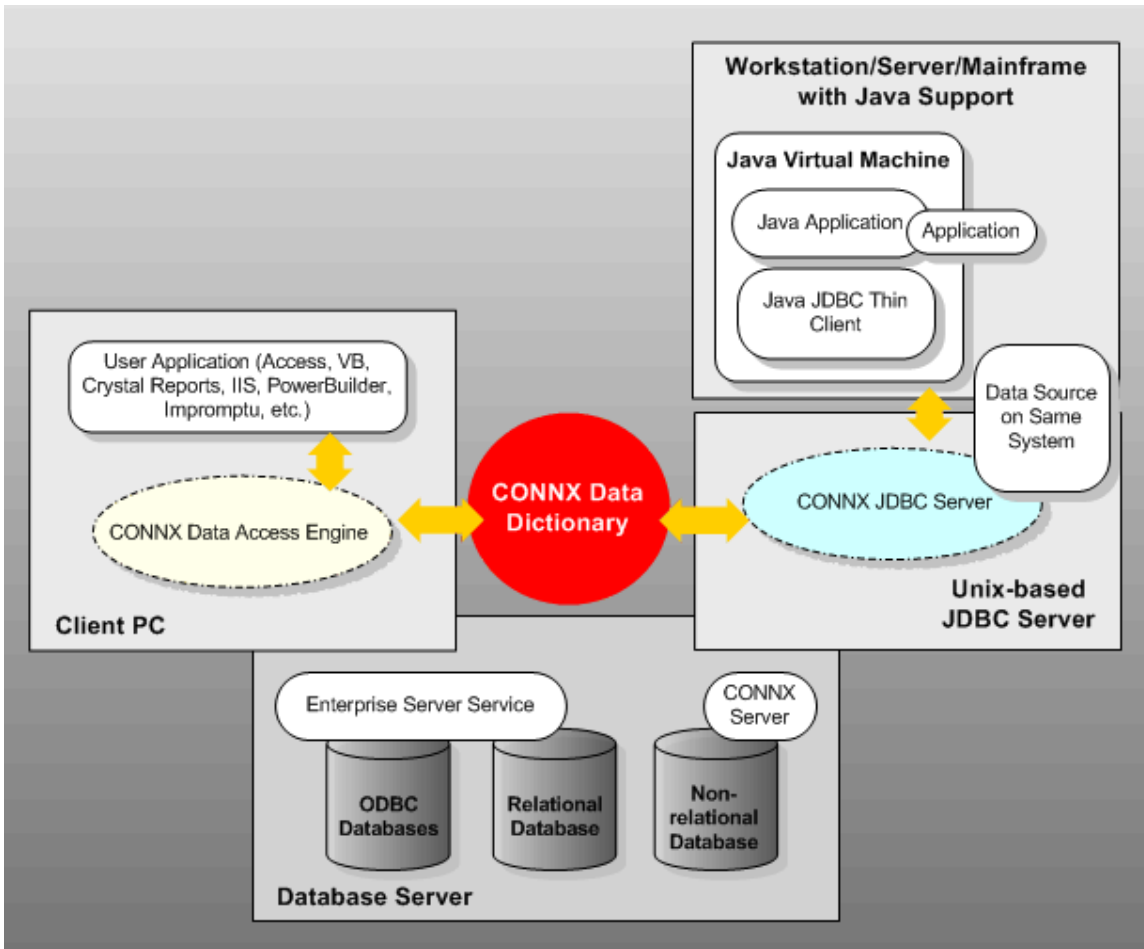 Workstation/Server/Mainframe
with Java Support
Java Virtual Machine
Java Application
Application
Java JDBC Thin
Client
User Application (Access, VB,
Crystal Reports, IIS, PowerBuilder,
Impromptu, etc.)
Data Source
on Same
System
CONNX Data
Dictionary
CONNX JDBC Server
CONNX Data Access Engine
Unix-based
JDBC Server
Client PC
Enterprise Server Service
CONNX
Server
ODBC
Databases
Relational
Database
Non-
relational
Database
Database Server